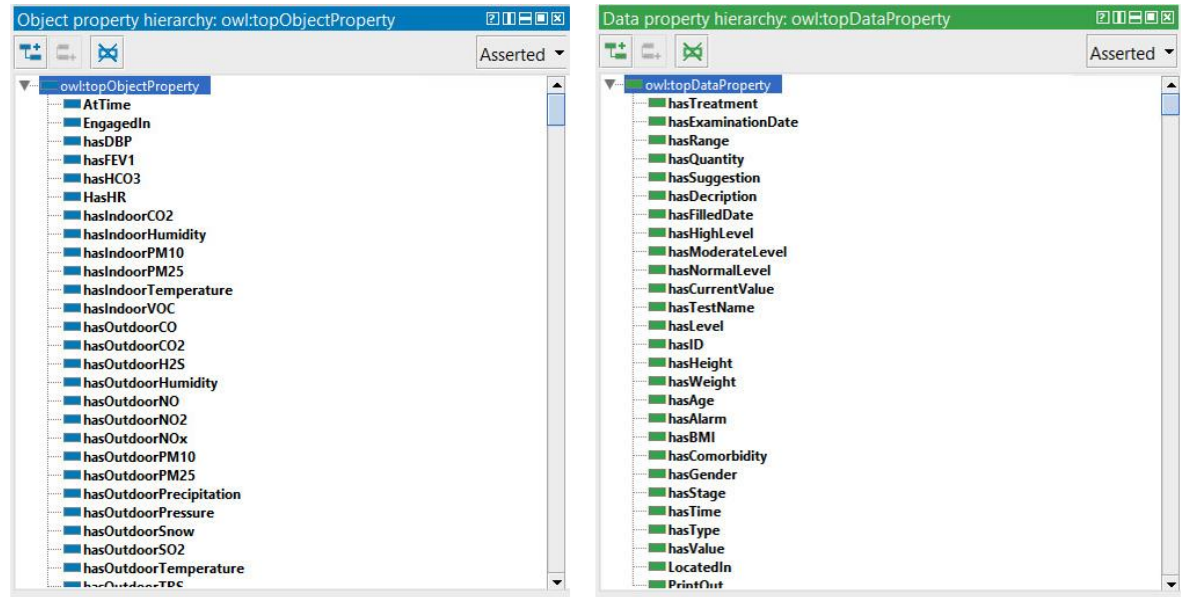 Object property hierarchy: owl:topObjectProperty
Asserted
owl:topObjectProperty
AtTime
EngagedIn
hasDBP
hasFEV1
hasHCO3
HasHR
hasIndoorCO2
hasIndoorHumidity
hasIndoorPM10
hasIndoorPM25
hasIndoorTemperature
hasIndoorVOC
hasOutdoorCO
hasOutdoorCO2
hasOutdoorH2S
hasOutdoorHumidity
hasOutdoorNO
hasOutdoorNO2
hasOutdoorNOx
hasOutdoorPM10
hasOutdoorPM25
hasOutdoorPrecipitation
hasOutdoorPressure
hasOutdoorSnow
hasOutdoorSO2
hasOutdoorTemperature
Data property hierarchy: owl:topDataProperty
Asserted
owl:topDataProperty
hasTreatment
hasExaminationDate
hasRange
hasQuantity
hasSuggestion
hasDecription
hasFilledDate
hasHighLevel
hasModerateLevel
hasNormalLevel
hasCurrentValue
hasTestName
hasLevel
hasID
hasHeight
hasWeight
hasAge
hasAlarm
hasBMI
hasComorbidity
hasGender
hasStage
hasTime
hasType
hasValue
LocatedIn
PrintOut